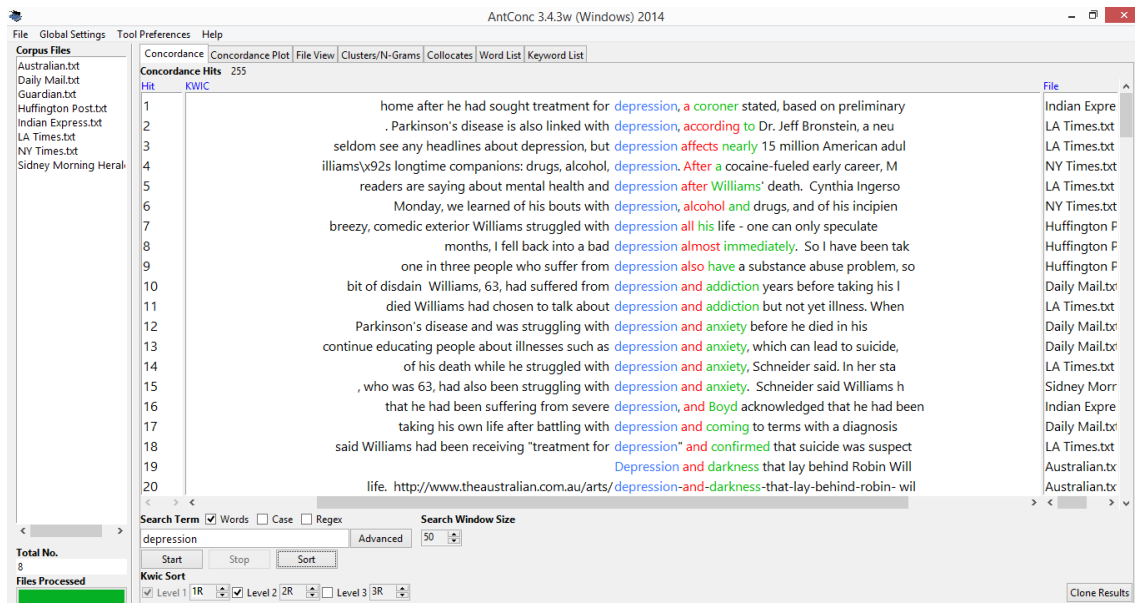 AntConc 3.4.3w (Windows) 2014
File Global Settings Tool Preferences Help
Corpus Files
Australian.txt
Daily Mail.txt
Guardian.txt
Huffington Post.txt
Indian Express.txt
LA Times.txt
NY Times.txt
Sidney Morning Heral
Total No.
8
Files Processed
Concordance Concordance Plot File View Clusters/N-Grams Collocates Word List Keyword List
Concordance Hits 255
Hit KWIC File
1 home after he had sought treatment for depression, a coroner stated, based on preliminary Indian Expre
2 . Parkinson's disease is also linked with depression, according to Dr. Jeff Bronstein, a neu LA Times.txt
3 seldom see any headlines about depression, but depression affects nearly 15 million American adul LA Times.txt
4 illiams\x92s longtime companions: drugs, alcohol, depression. After a cocaine-fueled early career, M NY Times.txt
5 readers are saying about mental health and depression after Williams' death. Cynthia Ingerso LA Times.txt
6 Monday, we learned of his bouts with depression, alcohol and drugs, and of his incipien NY Times.txt
7 breezy, comedic exterior Williams struggled with depression all his life - one can only speculate Huffington P
8 months, I fell back into a bad depression almost immediately. So I have been tak Huffington P
9 one in three people who suffer from depression also have a substance abuse problem, so Huffington P
10 bit of disdain Williams, 63, had suffered from depression and addiction years before taking his l Daily Mail.txt
11 died Williams had chosen to talk about depression and addiction but not yet illness. When LA Times.txt
12 Parkinson's disease and was struggling with depression and anxiety before he died in his Daily Mail.txt
13 continue educating people about illnesses such as depression and anxiety, which can lead to suicide, Daily Mail.txt
14 of his death while he struggled with depression and anxiety, Schneider said. In her sta LA Times.txt
15 , who was 63, had also been struggling with depression and anxiety. Schneider said Williams h Sidney Morr
16 that he had been suffering from severe depression, and Boyd acknowledged that he had been Indian Expre
17 taking his own life after battling with depression and coming to terms with a diagnosis Daily Mail.txt
18 said Williams had been receiving "treatment for depression" and confirmed that suicide was suspect LA Times.txt
19 Depression and darkness that lay behind Robin Will Australian.tx
20 life. http://www.theaustralian.com.au/arts/depression-and-darkness-that-lay-behind-robin- wil Australian.tx
Search Term Words Case Regex Search Window Size
depression Advanced 50
Start Stop Sort
Kwic Sort
Level 1 1R Level 2 2R Level 3 3R Clone Results